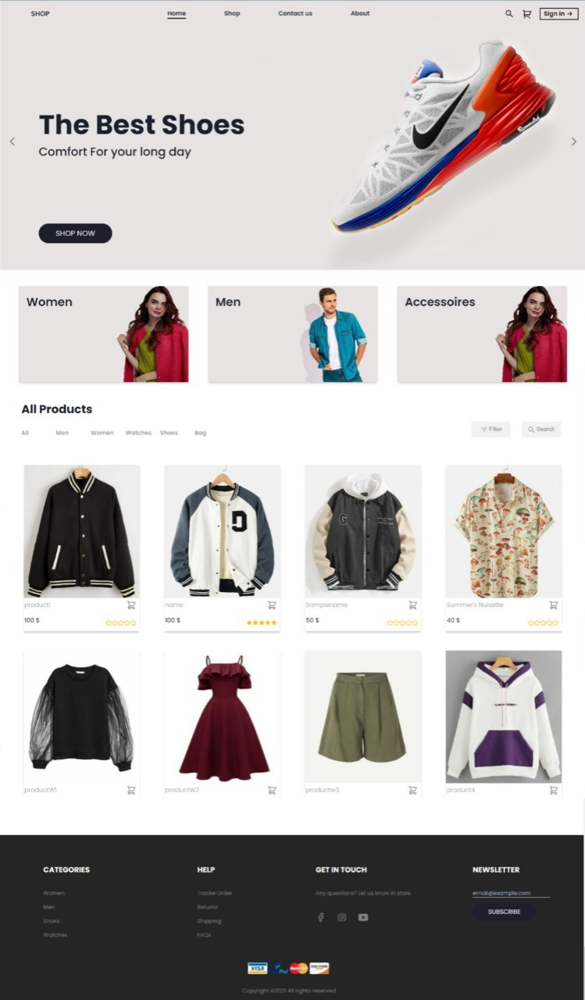 SHOP Home Shop Contact us About Sign in →
The Best Shoes
Comfort For your long day
SHOP NOW
Women Men Accessoires
All Products
All Men Women Watches Shoes Bag Filter Search
D G
product1 name Samplename Summer's Nuisette
100 $ 100 $ 50 $ 40 $
productW1 productW2 productw3 product4
CATEGORIES HELP GET IN TOUCH NEWSLETTER
Women Tracke Order Any questions? Let us know in store email@example.com
Men Returns
Shoes Shipping SUBSCRIBE
Watches FAQs
VISA Pal MasterCard DISCOVER
Copyright ©2021 All rights reserved